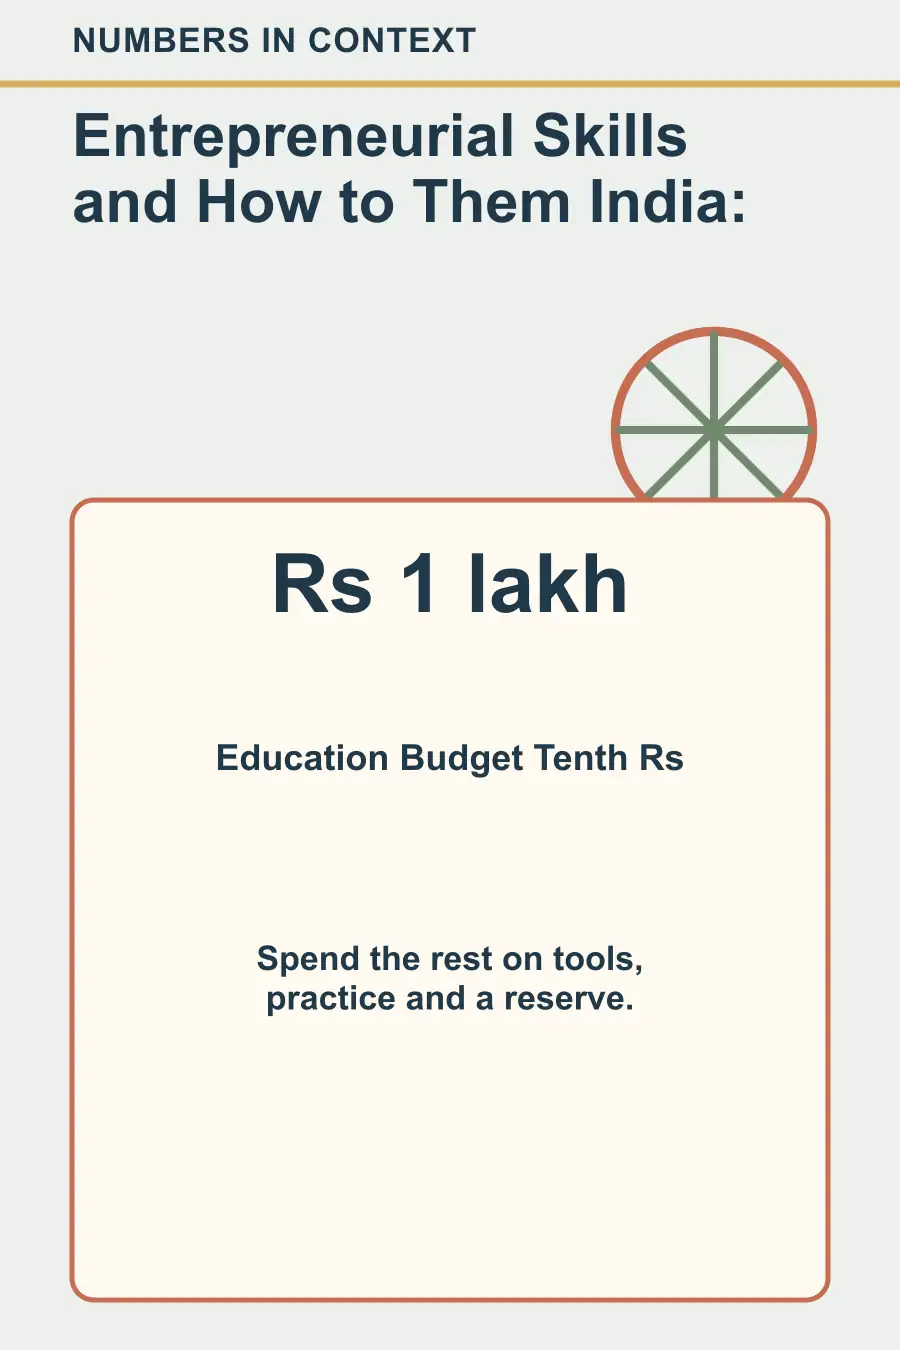 NUMBERS IN CONTEXT
Entrepreneurial Skills
and How to Them India:
Rs 1 lakh
Education Budget Tenth Rs
Spend the rest on tools,
practice and a reserve.